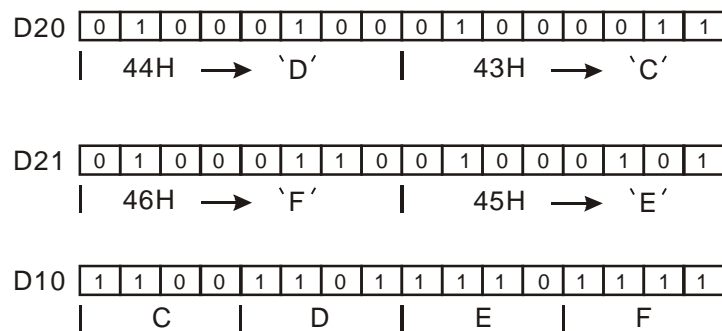 D20 0 1 0 0 0 1 0 0 0 1 0 0 0 0 1 1
44H `D´ 43H `C´
D21 0 1 0 0 0 1 1 0 0 1 0 0 0 1 0 1
46H `F´ 45H `E´
D10 1 1 0 0 1 1 0 1 1 1 1 0 1 1 1 1
C D E F